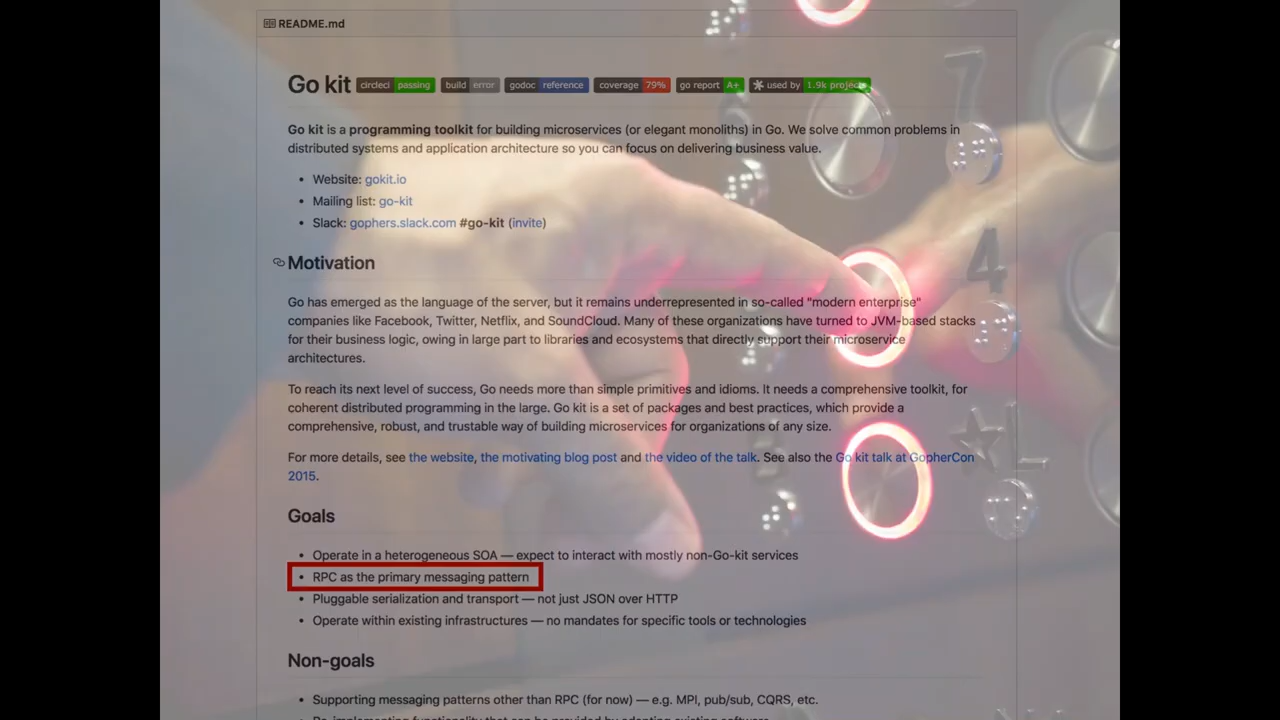 README.md
Go kit circleci passing build error godoc reference coverage 79% go report A+ used by 1.9k projects
Go kit is a programming toolkit for building microservices (or elegant monoliths) in Go. We solve common problems in
distributed systems and application architecture so you can focus on delivering business value.
• Website: gokit.io
• Mailing list: go-kit
• Slack: gophers.slack.com #go-kit (invite)
Motivation
Go has emerged as the language of the server, but it remains underrepresented in so-called "modern enterprise"
companies like Facebook, Twitter, Netflix, and SoundCloud. Many of these organizations have turned to JVM-based stacks
for their business logic, owing in large part to libraries and ecosystems that directly support their microservice
architectures.
To reach its next level of success, Go needs more than simple primitives and idioms. It needs a comprehensive toolkit, for
coherent distributed programming in the large. Go kit is a set of packages and best practices, which provide a
comprehensive, robust, and trustable way of building microservices for organizations of any size.
For more details, see the website, the motivating blog post and the video of the talk. See also the Go kit talk at GopherCon
2015.
Goals
• Operate in a heterogeneous SOA — expect to interact with mostly non-Go-kit services
• RPC as the primary messaging pattern
• Pluggable serialization and transport — not just JSON over HTTP
• Operate within existing infrastructures — no mandates for specific tools or technologies
Non-goals
• Supporting messaging patterns other than RPC (for now) — e.g. MPI, pub/sub, CQRS, etc.
• Re-implementing functionality that can be provided by adopting existing software
7
4
★L